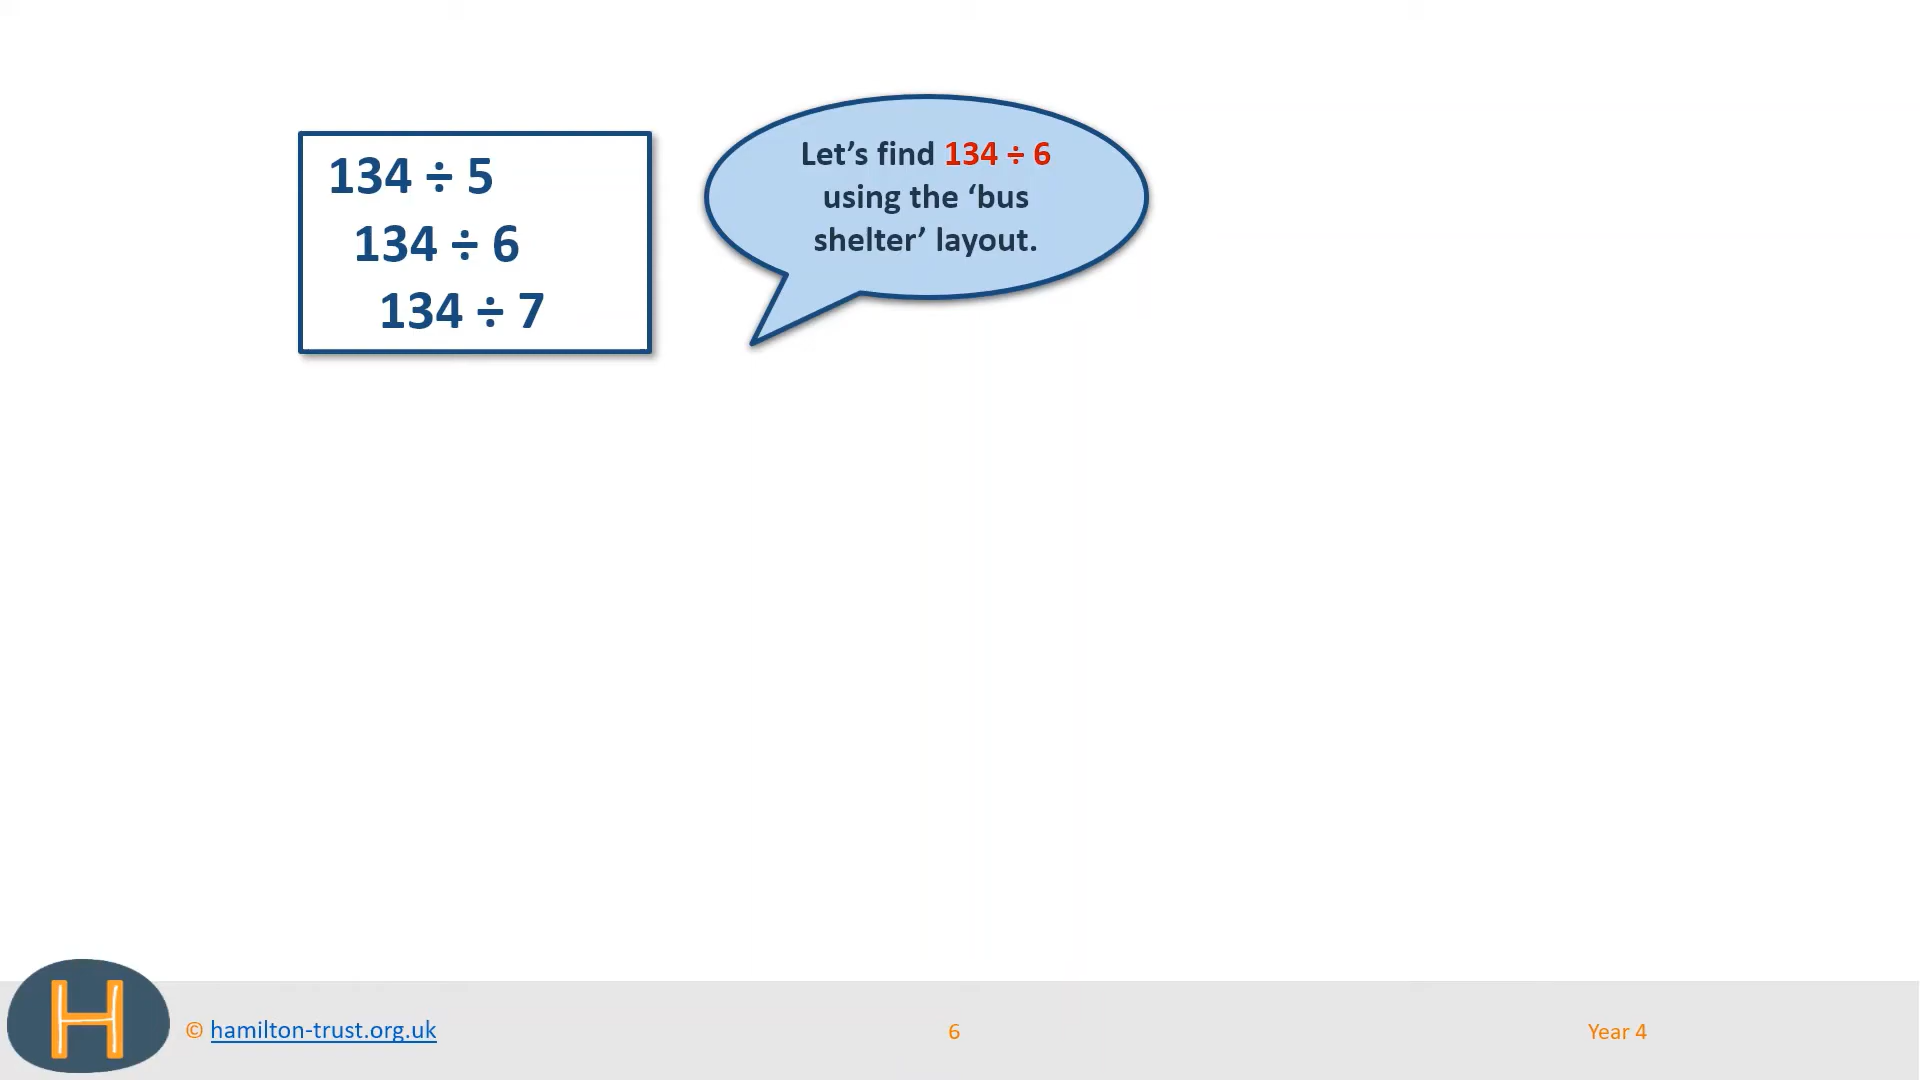 134 ÷ 5
134 ÷ 6
134 ÷ 7
Let’s find 134 ÷ 6
using the ‘bus
shelter’ layout.
H
© hamilton-trust.org.uk
6
Year 4